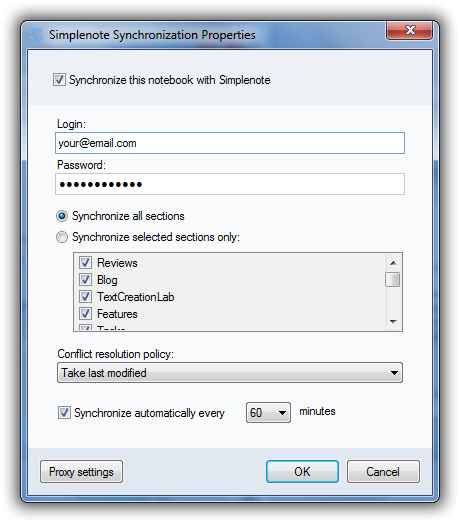 Simplenote Synchronization Properties
Synchronize this notebook with Simplenote
Login:
your@email.com
Password:
●●●●●●●●●●●●
Synchronize all sections
Synchronize selected sections only:
Reviews
Blog
TextCreationLab
Features
Tasks
Conflict resolution policy:
Take last modified
Synchronize automatically every 60 minutes
Proxy settings OK Cancel